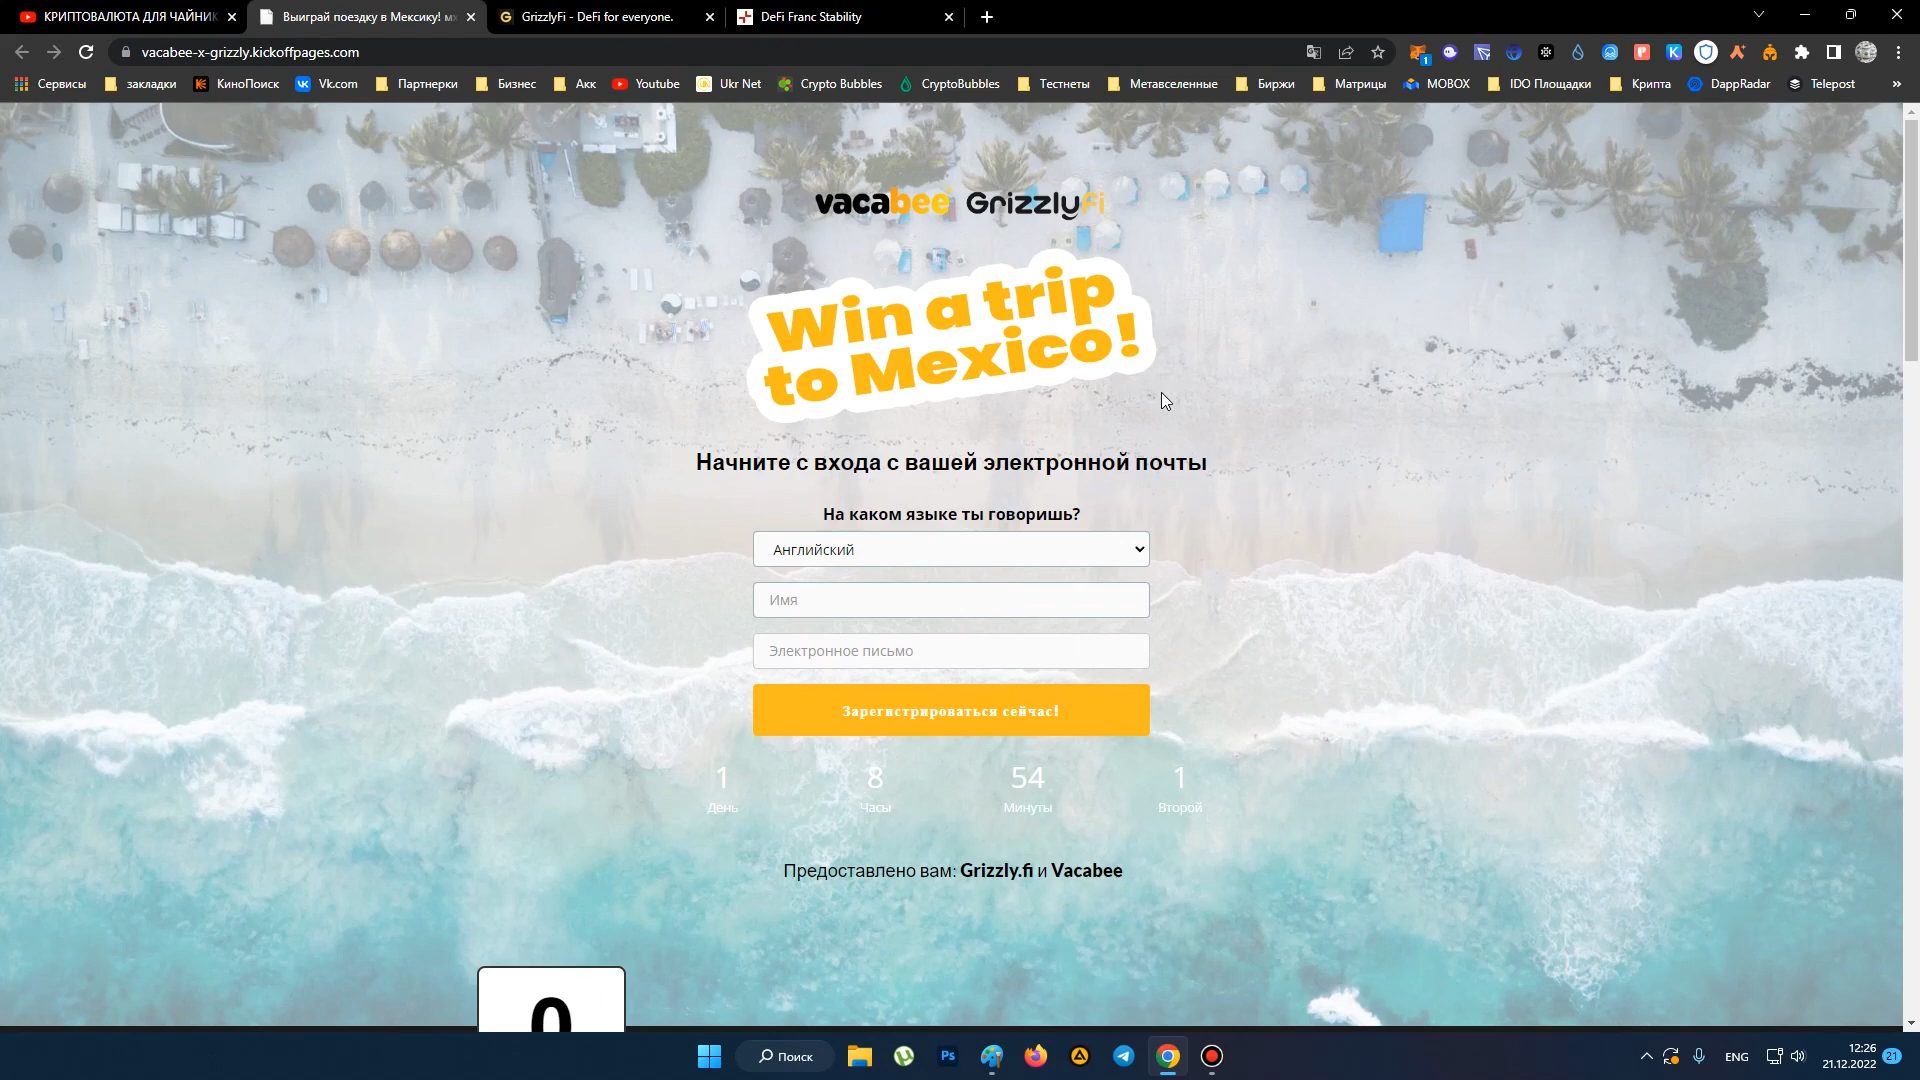 КРИПТОВАЛЮТА ДЛЯ ЧАЙНИК
Выиграй поездку в Мексику!
GrizzlyFi - DeFi for everyone.
DeFi Franc Stability
vacabee-x-grizzly.kickoffpages.com
1
Сервисы
закладки
КиноПоиск
Vk.com
Партнерки
Бизнес
Акк
Youtube
Ukr Net
Crypto Bubbles
CryptoBubbles
Тестнеты
Метавселенные
Биржи
Матрицы
MOBOX
IDO Площадки
Крипта
DappRadar
Telepost
»
vacabee GrizzlyFi
Win a trip
to Mexico!
Начните с входа с вашей электронной почты
На каком языке ты говоришь?
Английский
Имя
Электронное письмо
Зарегистрироваться сейчас!
1 8 54 1
День Часы Минуты Второй
Предоставлено вам: Grizzly.fi и Vacabee
0
Поиск
Ps
ENG
12:26
21.12.2022
21